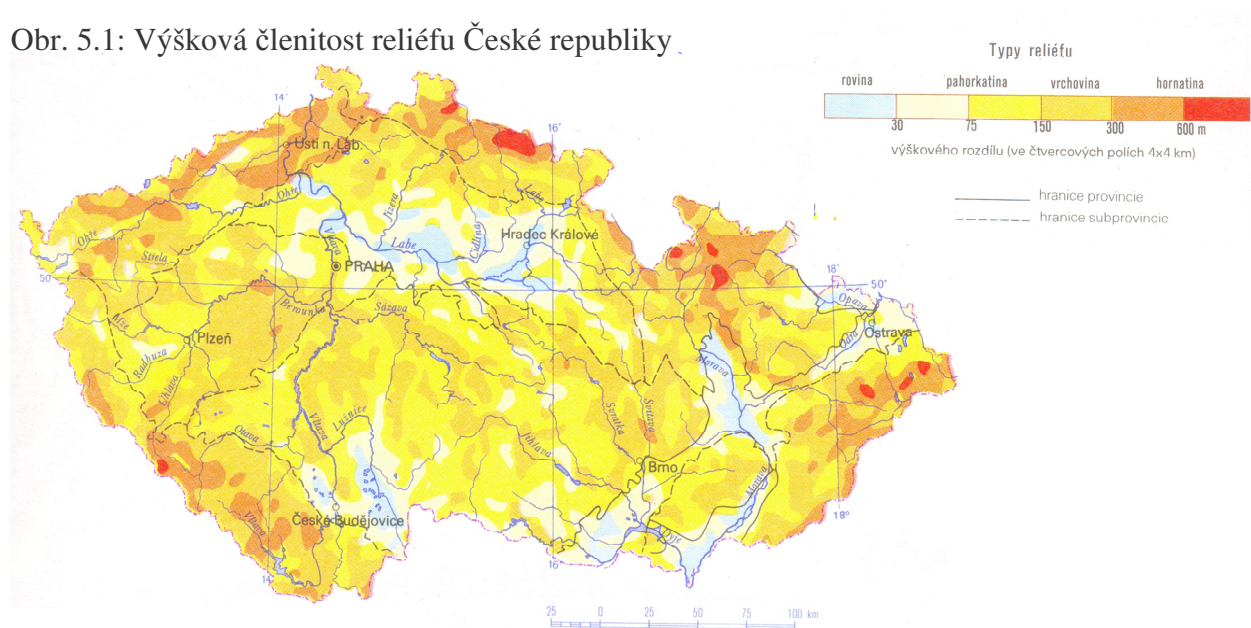 Obr. 5.1: Výšková členitost reliéfu České republiky
Typy reliéfu
rovina pahorkatina vrchovina hornatina
30 75 150 300 600 m
výškového rozdílu (ve čtvercových polích 4x4 km)
hranice provincie
hranice subprovincie
14°
16°
Ústí n. Lab.
Ohře
Jizera
Labe
Ohře
Vltava
Labe
Cidlina
Hradec Králové
Střela
PRAHA
50°
18°
50°
Berounka
Sázava
Opava
Mže
Plzeň
Odra
Ostrava
Radbuza
Úhlava
Morava
Otava
Vltava
Lužnice
Svratka
Svitava
Jihlava
Brno
Morava
Vltava
České Budějovice
Dyje
18°
14°
16°
25 0 25 50 75 100 km